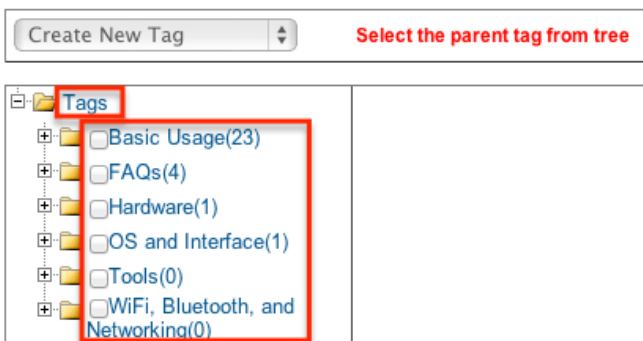 Create New Tag
Select the parent tag from tree
Tags
Basic Usage(23)
FAQs(4)
Hardware(1)
OS and Interface(1)
Tools(0)
WiFi, Bluetooth, and
Networking(0)